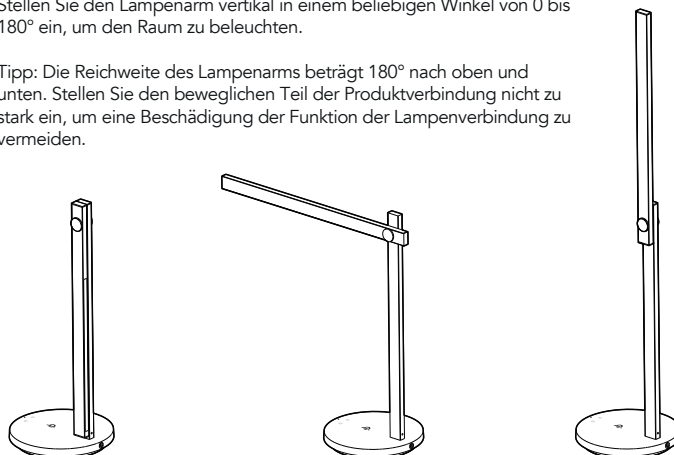 Stellen Sie den Lampenarm vertikal in einem beliebigen Winkel von 0 bis
180° ein, um den Raum zu beleuchten.
Tipp: Die Reichweite des Lampenarms beträgt 180° nach oben und
unten. Stellen Sie den beweglichen Teil der Produktverbindung nicht zu
stark ein, um eine Beschädigung der Funktion der Lampenverbindung zu
vermeiden.